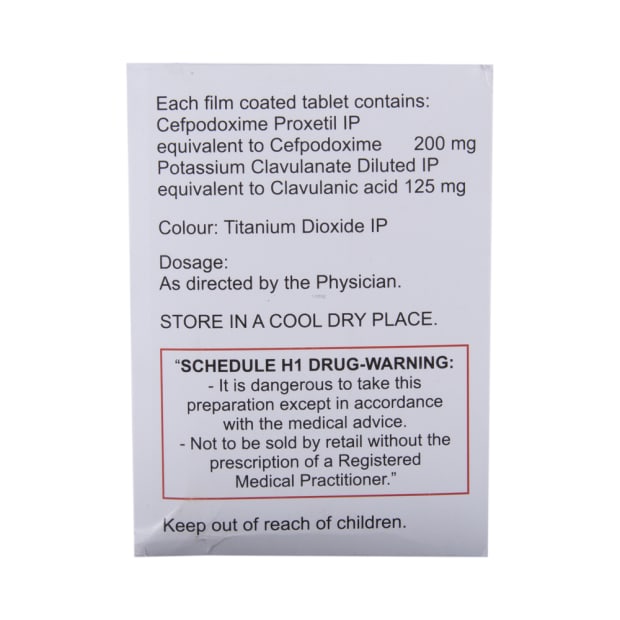 Each film coated tablet contains:
Cefpodoxime Proxetil IP
equivalent to Cefpodoxime 200 mg
Potassium Clavulanate Diluted IP
equivalent to Clavulanic acid 125 mg
Colour: Titanium Dioxide IP
Dosage:
As directed by the Physician.
STORE IN A COOL DRY PLACE.
“SCHEDULE H1 DRUG-WARNING:
- It is dangerous to take this
preparation except in accordance
with the medical advice.
- Not to be sold by retail without the
prescription of a Registered
Medical Practitioner.”
Keep out of reach of children.